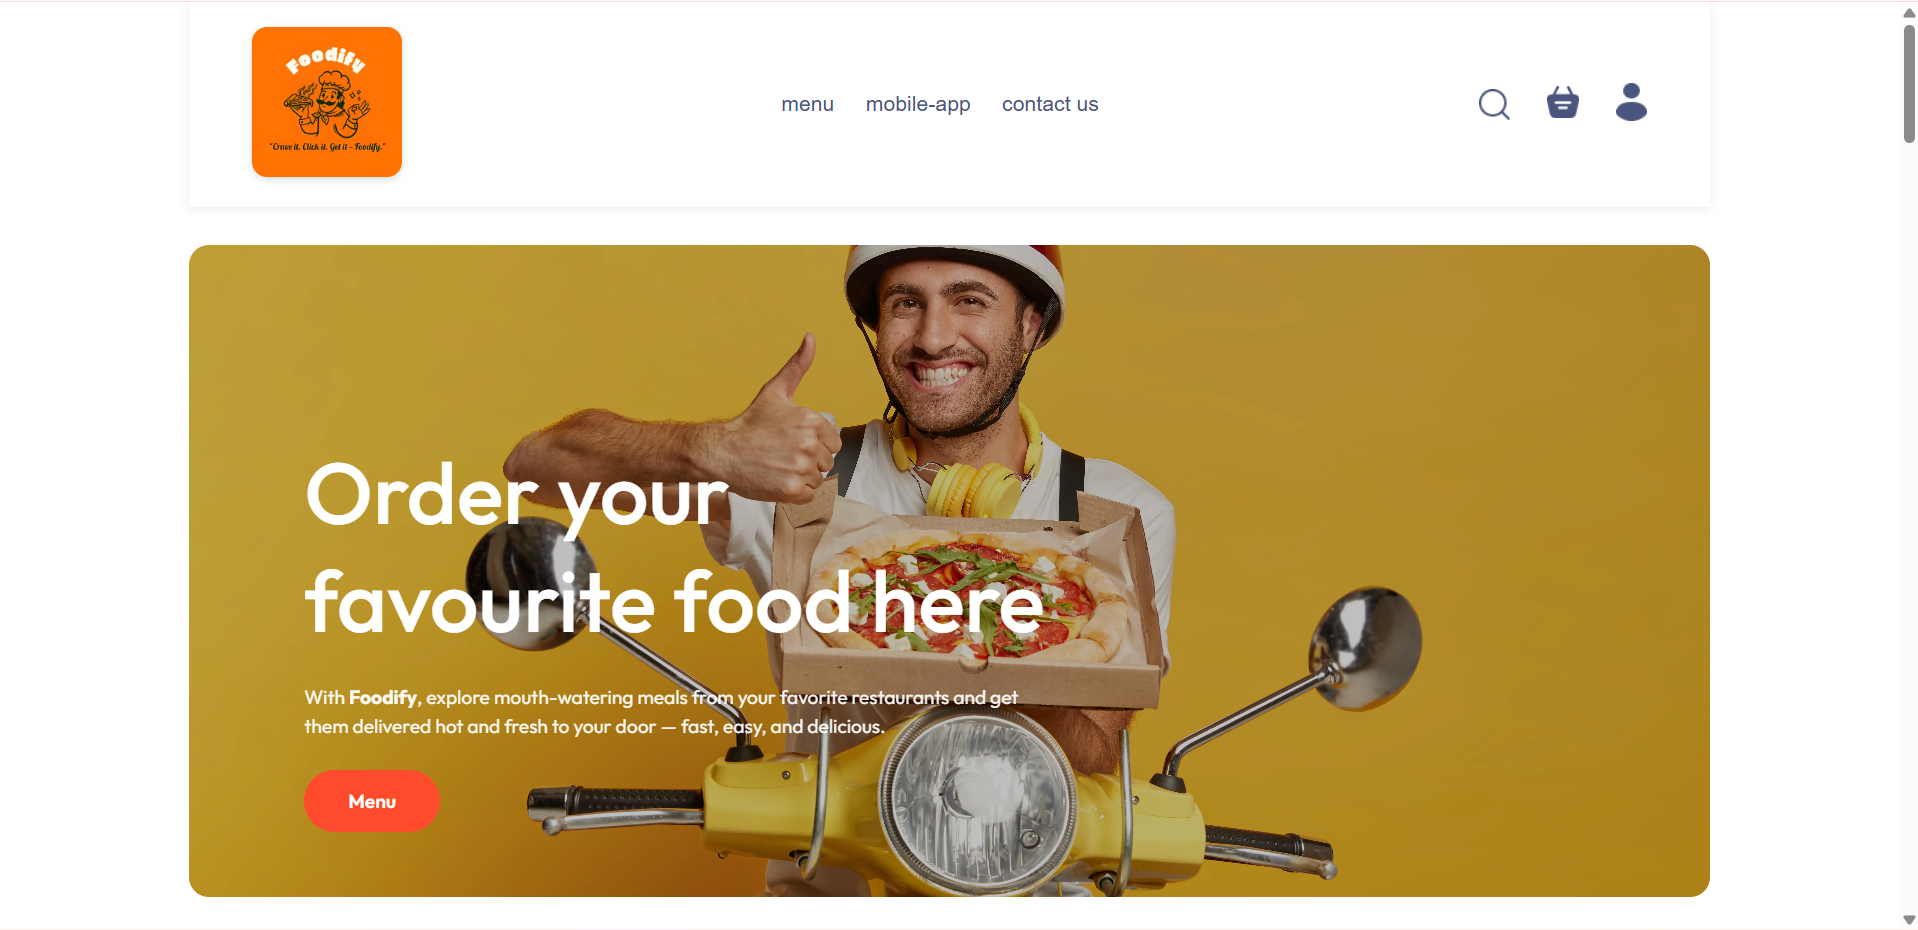 Foodify
"Crave it. Click it. Get it – Foodify."
menu mobile-app contact us
Order your
favourite food here
With Foodify, explore mouth-watering meals from your favorite restaurants and get
them delivered hot and fresh to your door — fast, easy, and delicious.
Menu